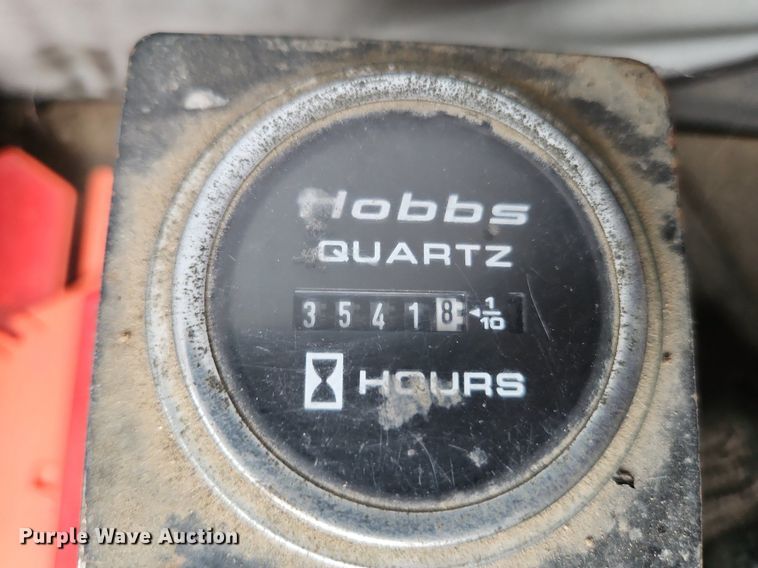 Hobbs
QUARTZ
35418 1/10
HOURS
Purple Wave Auction